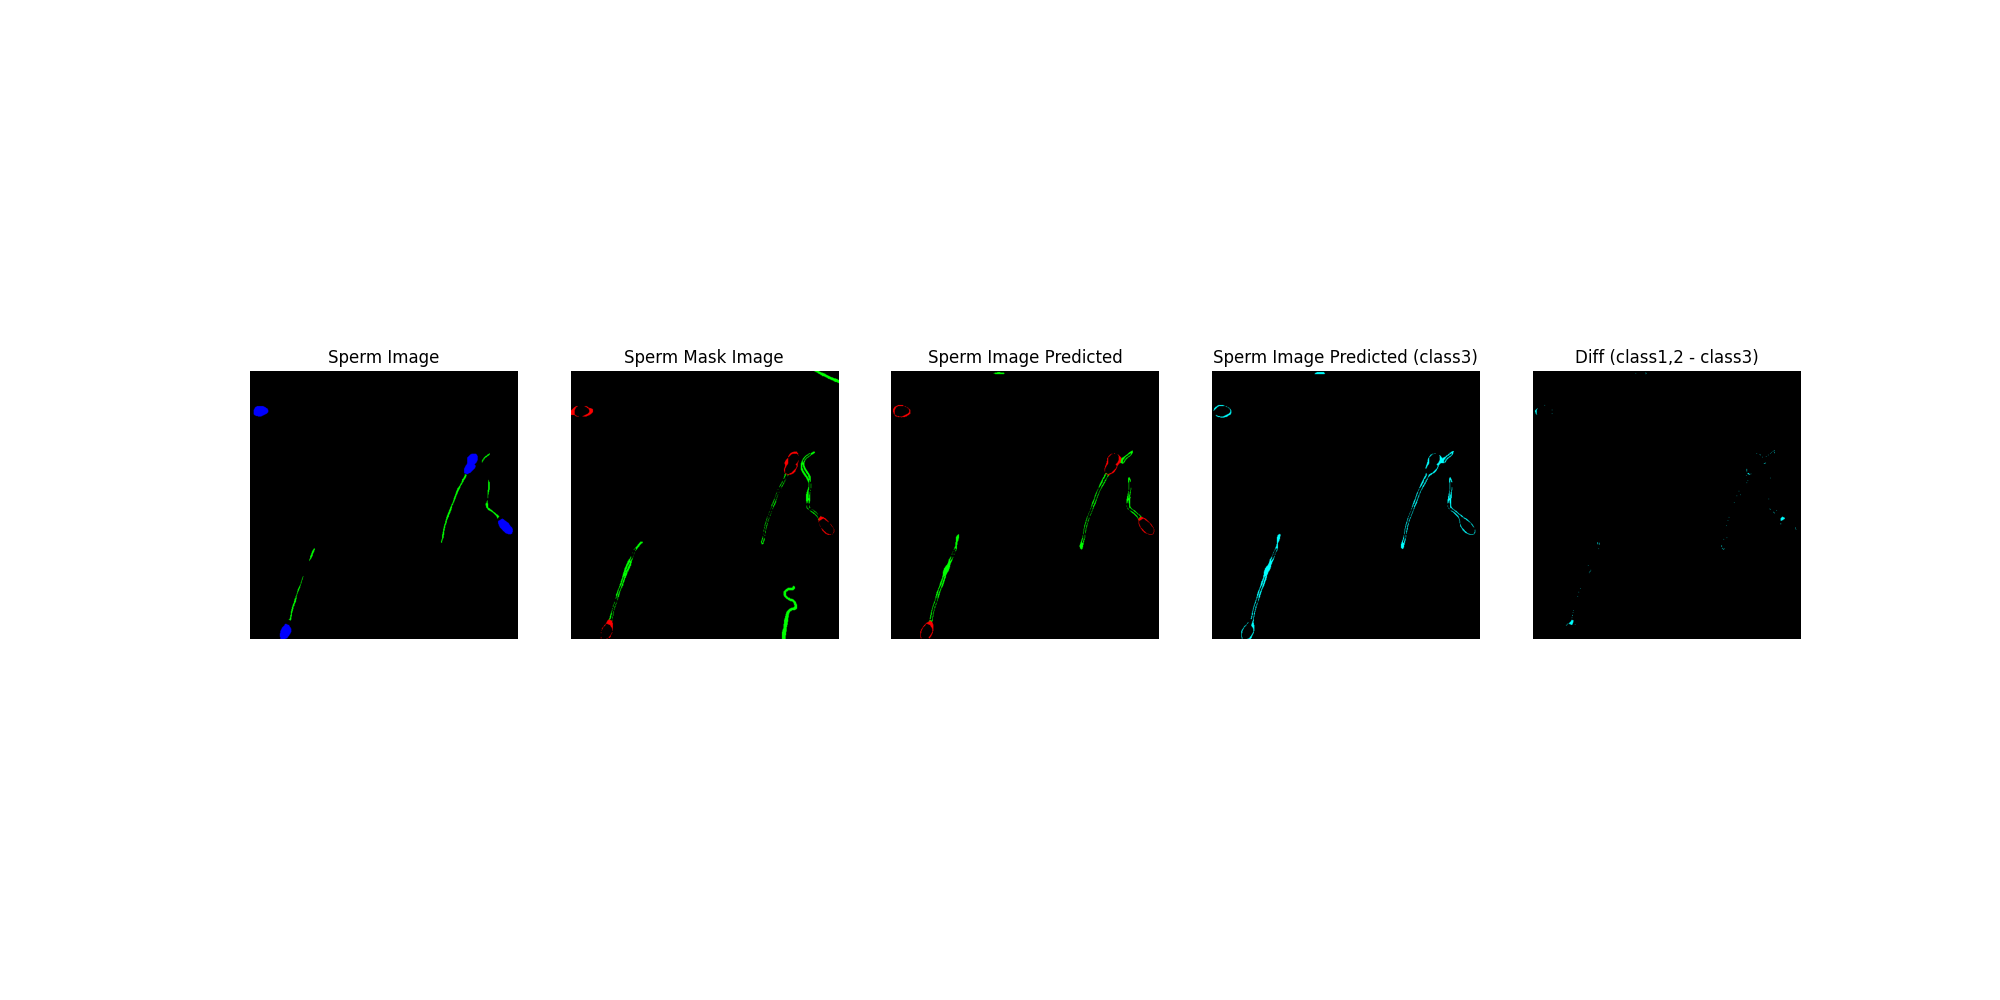 Sperm Image
Sperm Mask Image
Sperm Image Predicted
Sperm Image Predicted (class3)
Diff (class1,2 - class3)